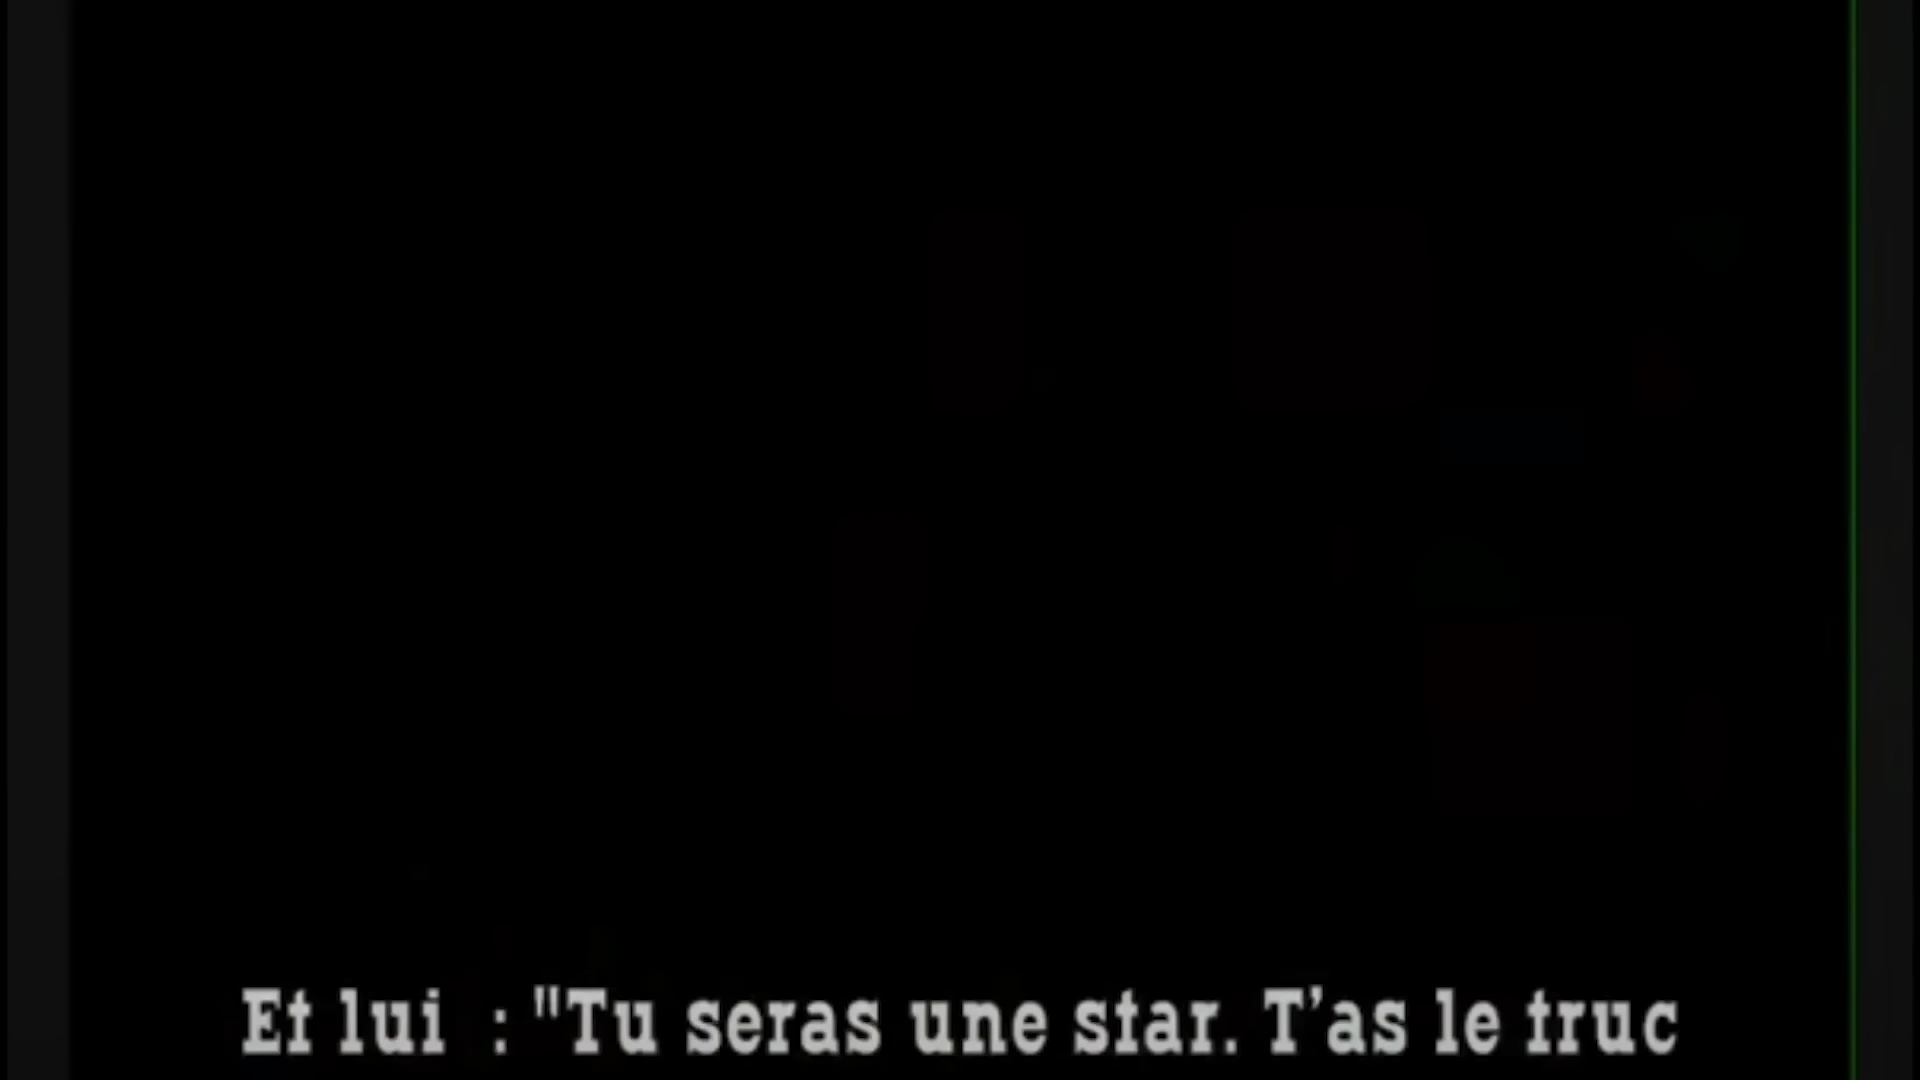 Et lui : "Tu seras une star. T’as le truc